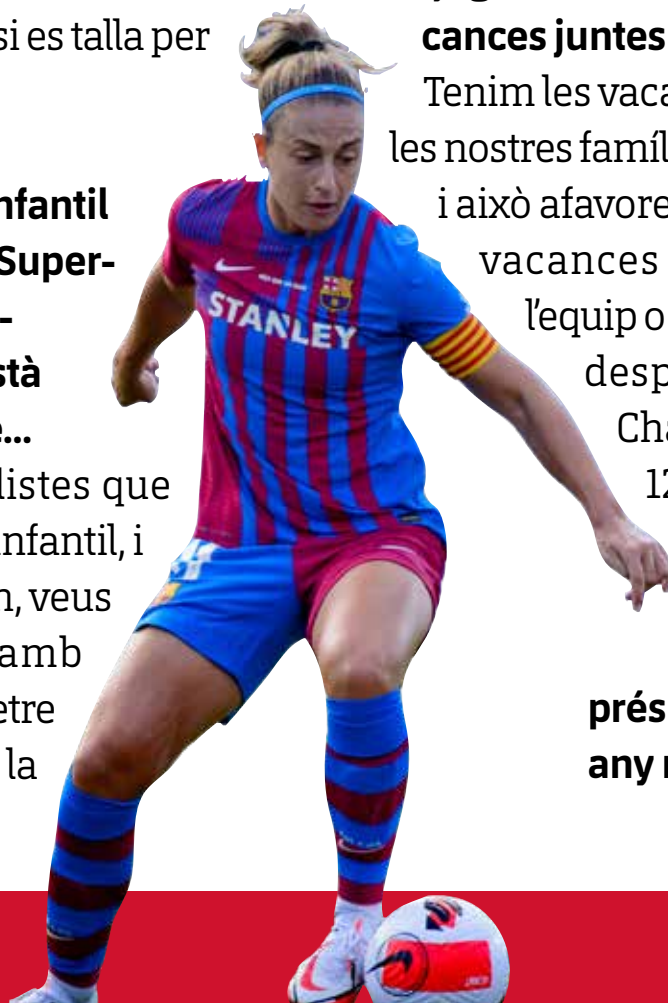 si es talla per
nfantil
Super-
-
stà
e...
listes que
nfantil, i
n, veus
amb
etre
la
STANLEY
cances juntes
Tenim les vaca
les nostres famíl
i això afavore
vacances
l'equip o
desp
Cha
12
prés
any